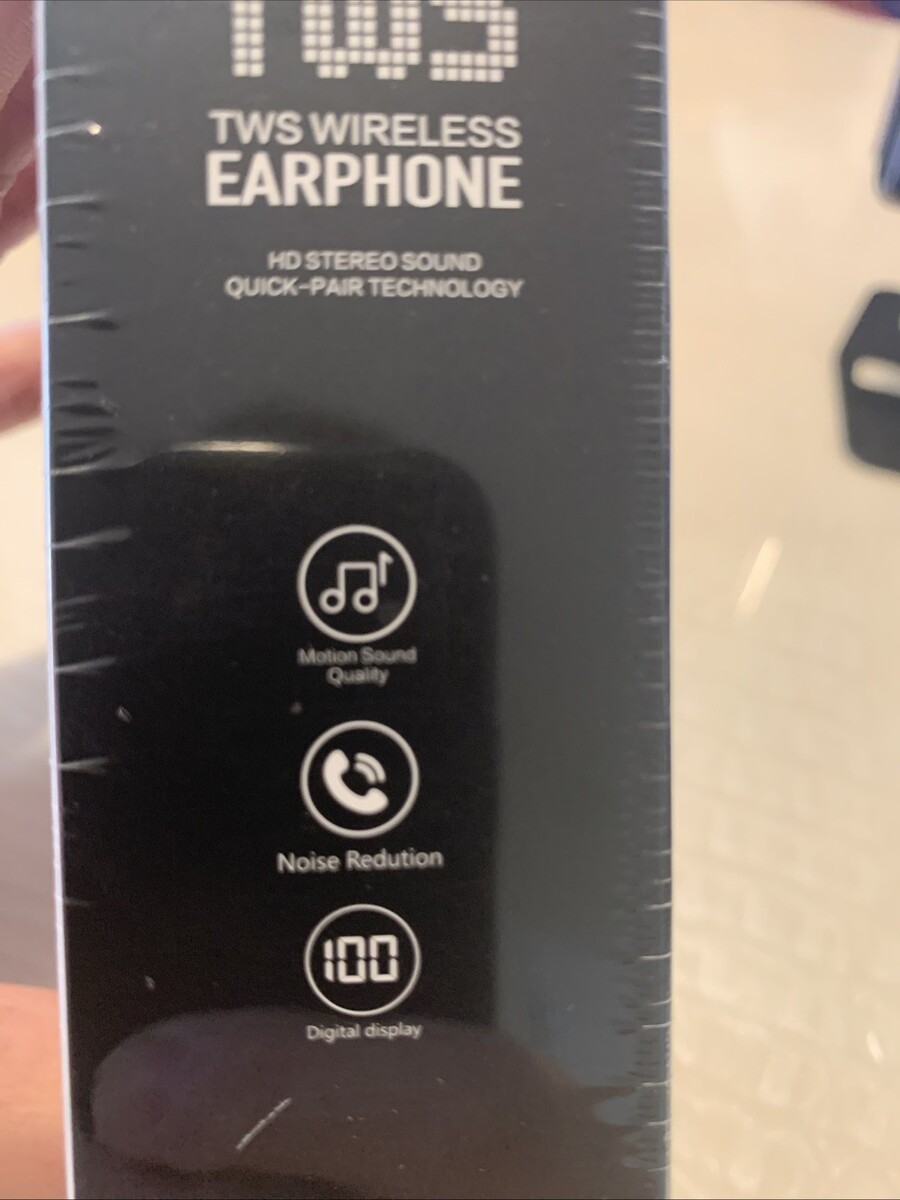 TWS
TWS WIRELESS
EARPHONE
HD STEREO SOUND
QUICK-PAIR TECHNOLOGY
Motion Sound
Quality
Noise Redution
100
Digital display